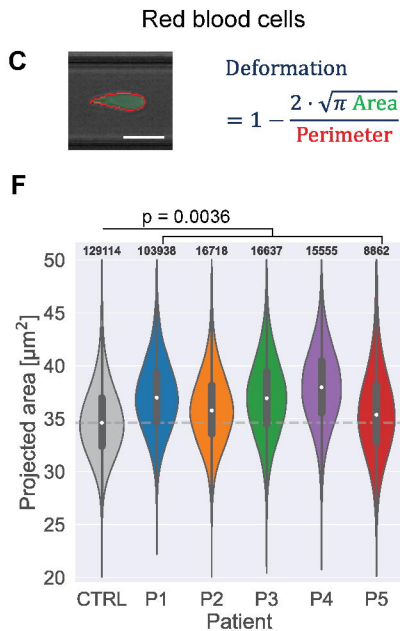 Red blood cells
C
Deformation
= 1 − 2 · √π Area / Perimeter
F
p = 0.0036
129114 103938 16718 16637 15555 8862
50
45
40
35
30
25
20
Projected area [µm²]
CTRL P1 P2 P3 P4 P5
Patient